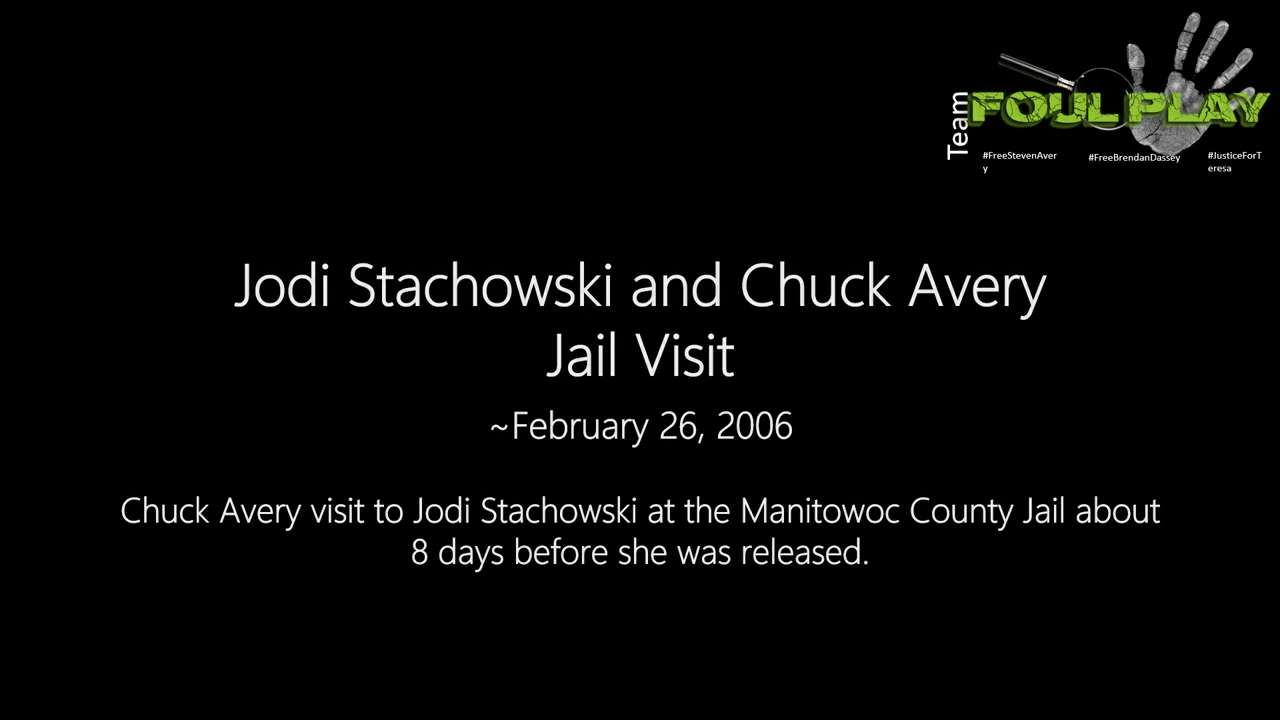 Team
FOUL PLAY
#FreeStevenAver
y
#FreeBrendanDassey
#JusticeForT
eresa
Jodi Stachowski and Chuck Avery
Jail Visit
~February 26, 2006
Chuck Avery visit to Jodi Stachowski at the Manitowoc County Jail about
8 days before she was released.